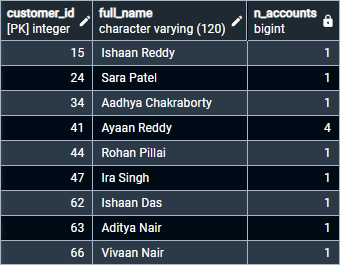 customer_id full_name n_accounts
[PK] integer character varying (120) bigint
15 Ishaan Reddy 1
24 Sara Patel 1
34 Aadhya Chakraborty 1
41 Ayaan Reddy 4
44 Rohan Pillai 1
47 Ira Singh 1
62 Ishaan Das 1
63 Aditya Nair 1
66 Vivaan Nair 1